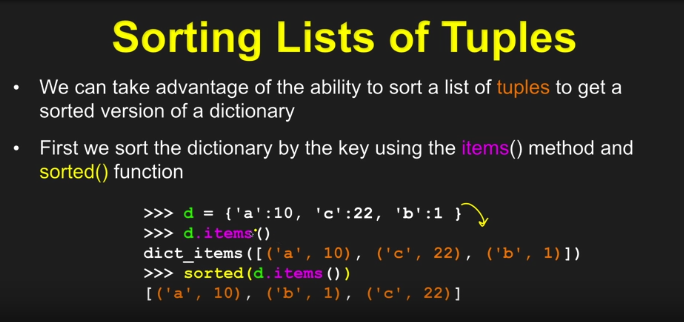 Sorting Lists of Tuples
• We can take advantage of the ability to sort a list of tuples to get a
sorted version of a dictionary
• First we sort the dictionary by the key using the items() method and
sorted() function
>>> d = {'a':10, 'c':22, 'b':1 }
>>> d.items()
dict_items([('a', 10), ('c', 22), ('b', 1)])
>>> sorted(d.items())
[('a', 10), ('b', 1), ('c', 22)]